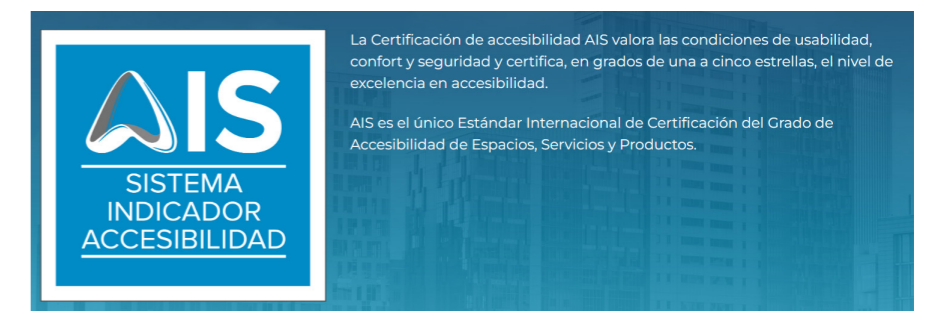 AIS
SISTEMA
INDICADOR
ACCESIBILIDAD
La Certificación de accesibilidad AIS valora las condiciones de usabilidad,
confort y seguridad y certifica, en grados de una a cinco estrellas, el nivel de
excelencia en accesibilidad.
AIS es el único Estándar Internacional de Certificación del Grado de
Accesibilidad de Espacios, Servicios y Productos.